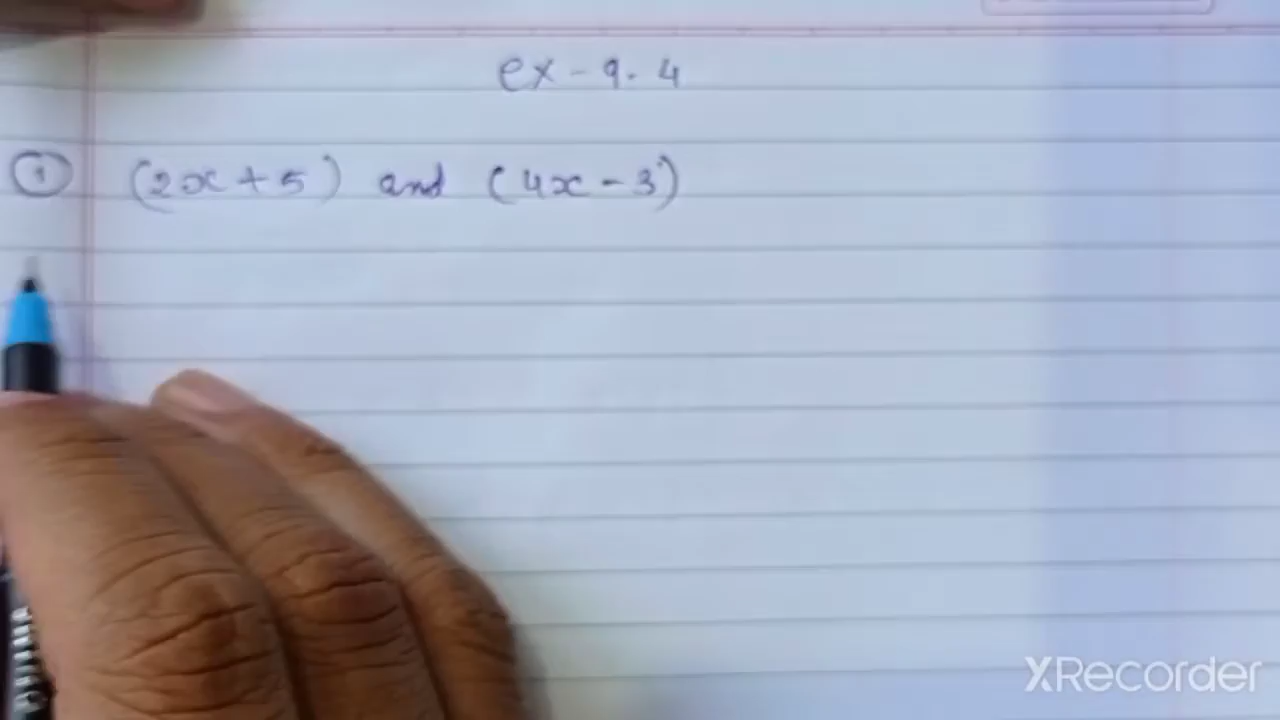 ex - 9.4
① (2x + 5) and (4x - 3)
XRecorder